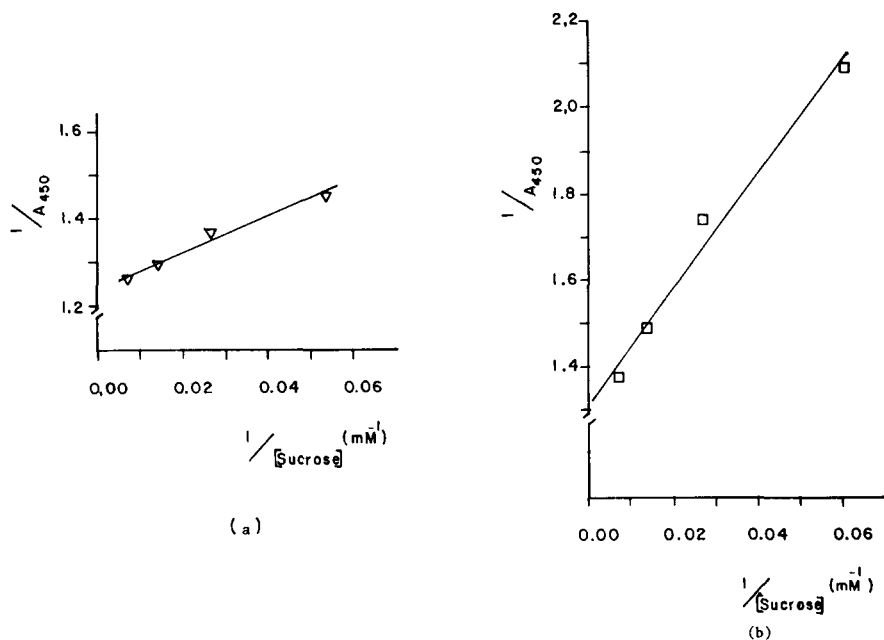 1/A450
1.6
1.4
1.2
0,00 0.02 0.04 0.06
1/[Sucrose] (mM-1)
(a)
1/A450
2,2
2.0
1.8
1.6
1.4
0.00 0.02 0.04 0.06
1/[Sucrose] (mM-1)
(b)